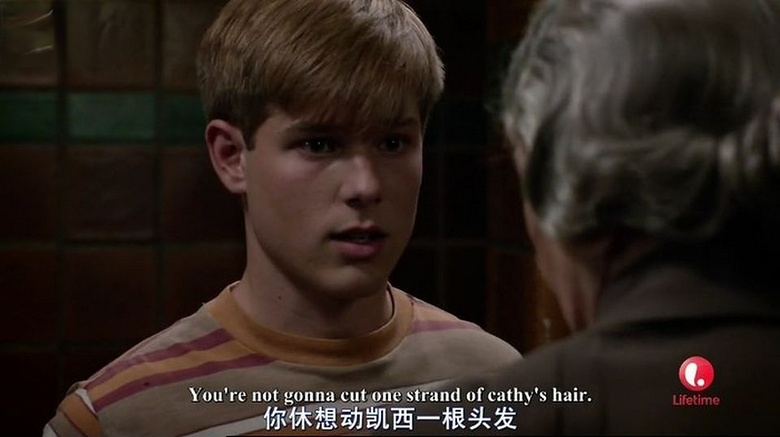 You're not gonna cut one strand of cathy's hair.
你休想动凯西一根头发
Lifetime